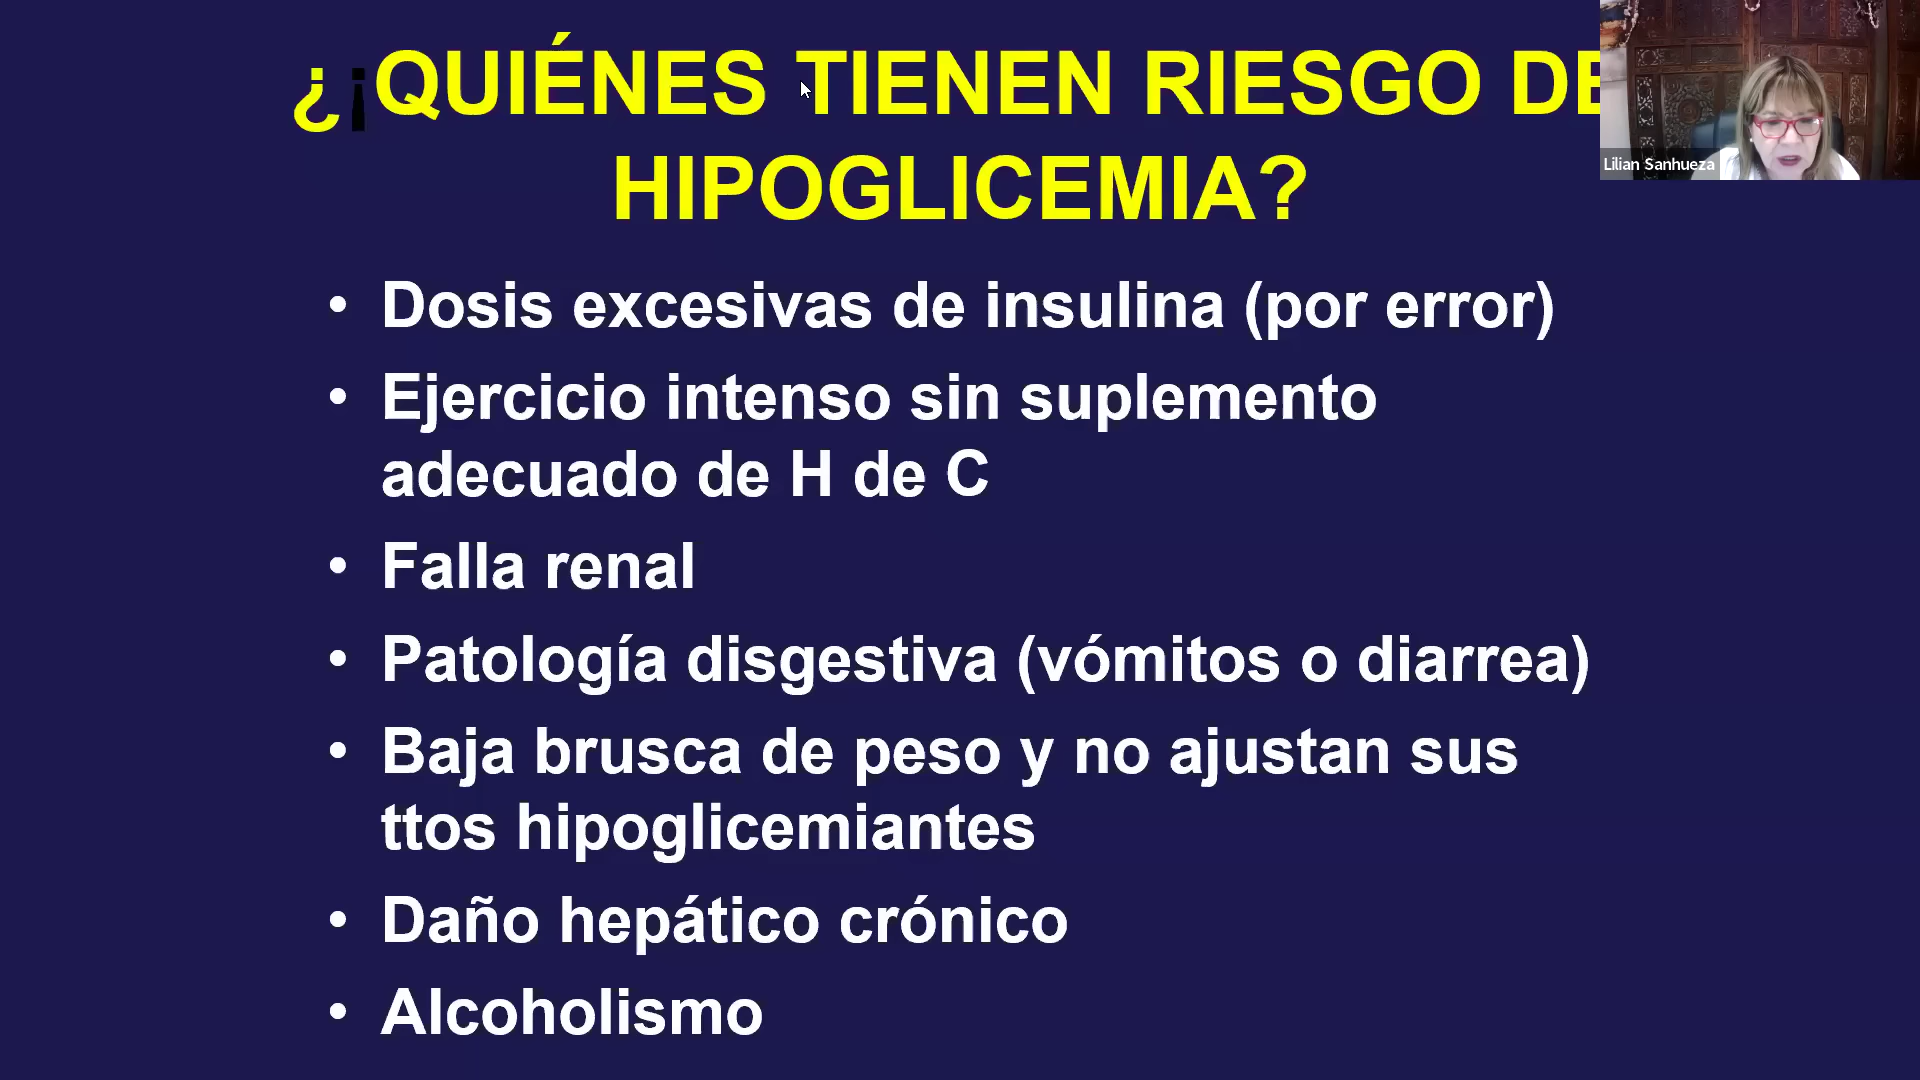 ¿¡QUIÉNES TIENEN RIESGO DE
HIPOGLICEMIA?
Lilian Sanhueza
• Dosis excesivas de insulina (por error)
• Ejercicio intenso sin suplemento
adecuado de H de C
• Falla renal
• Patología disgestiva (vómitos o diarrea)
• Baja brusca de peso y no ajustan sus
ttos hipoglicemiantes
• Daño hepático crónico
• Alcoholismo